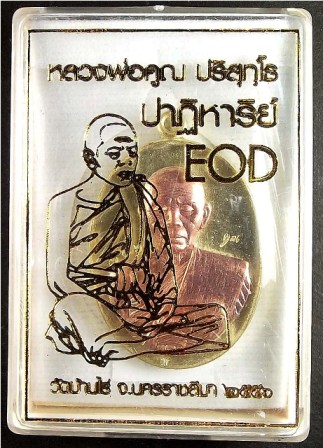 หลวงพ่อคูณ ปริสุทฺโธ
ปาฏิหาริย์
EOD
วัดบ้านไร่ จ.นครราชสีมา ๒๕๕๖